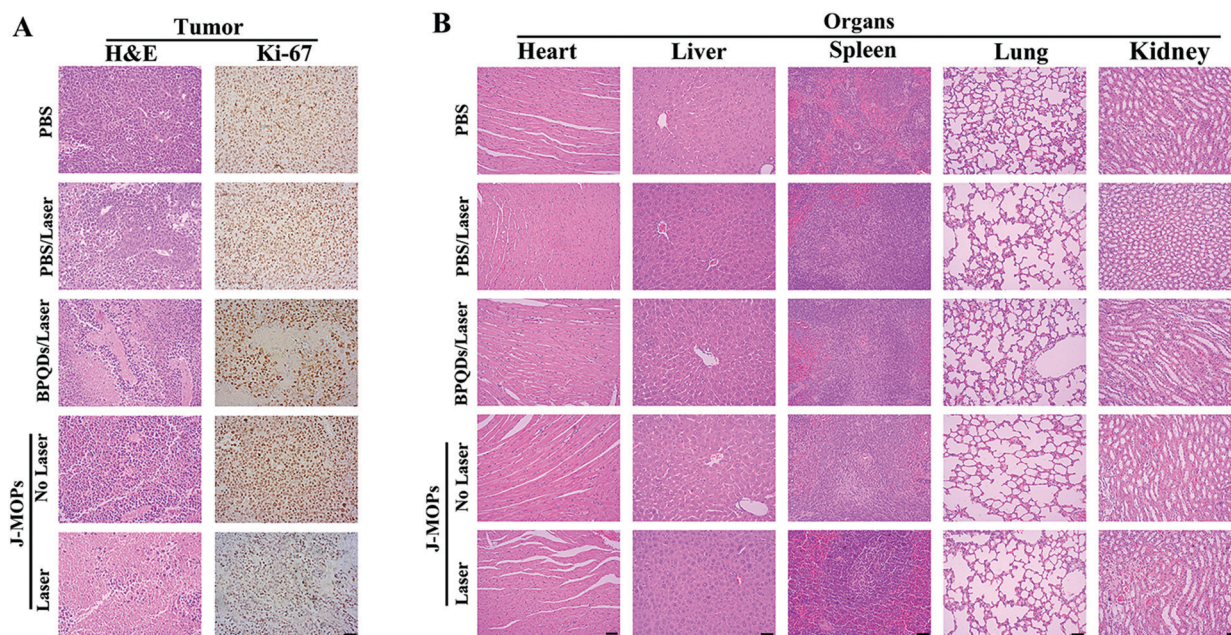 A
Tumor
H&E
Ki-67
PBS
PBS/Laser
BPQDs/Laser
J-MOPs
No Laser
Laser
B
Organs
Heart
Liver
Spleen
Lung
Kidney
PBS
PBS/Laser
BPQDs/Laser
J-MOPs
No Laser
Laser